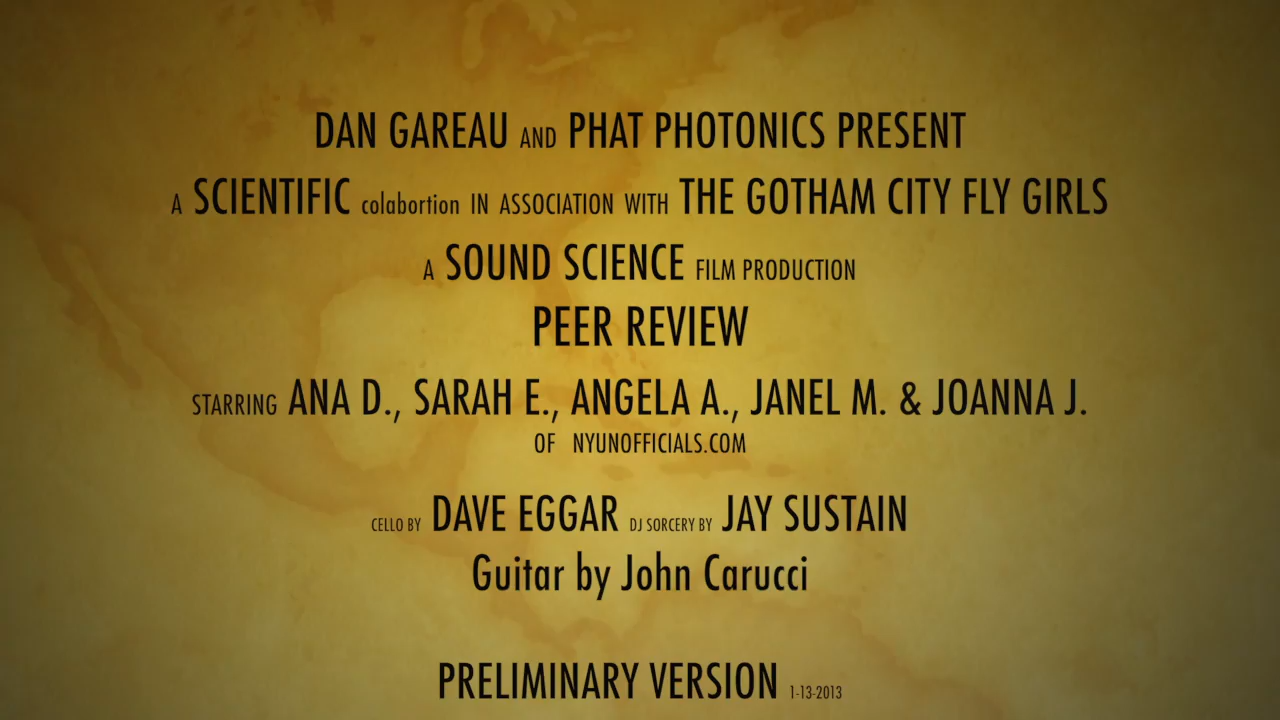 DAN GAREAU AND PHAT PHOTONICS PRESENT
A SCIENTIFIC colabortion IN ASSOCIATION WITH THE GOTHAM CITY FLY GIRLS
A SOUND SCIENCE FILM PRODUCTION
PEER REVIEW
STARRING ANA D., SARAH E., ANGELA A., JANEL M. & JOANNA J.
OF NYUNOFFICIALS.COM
CELLO BY DAVE EGGAR DJ SORCERY BY JAY SUSTAIN
Guitar by John Carucci
PRELIMINARY VERSION 1-13-2013